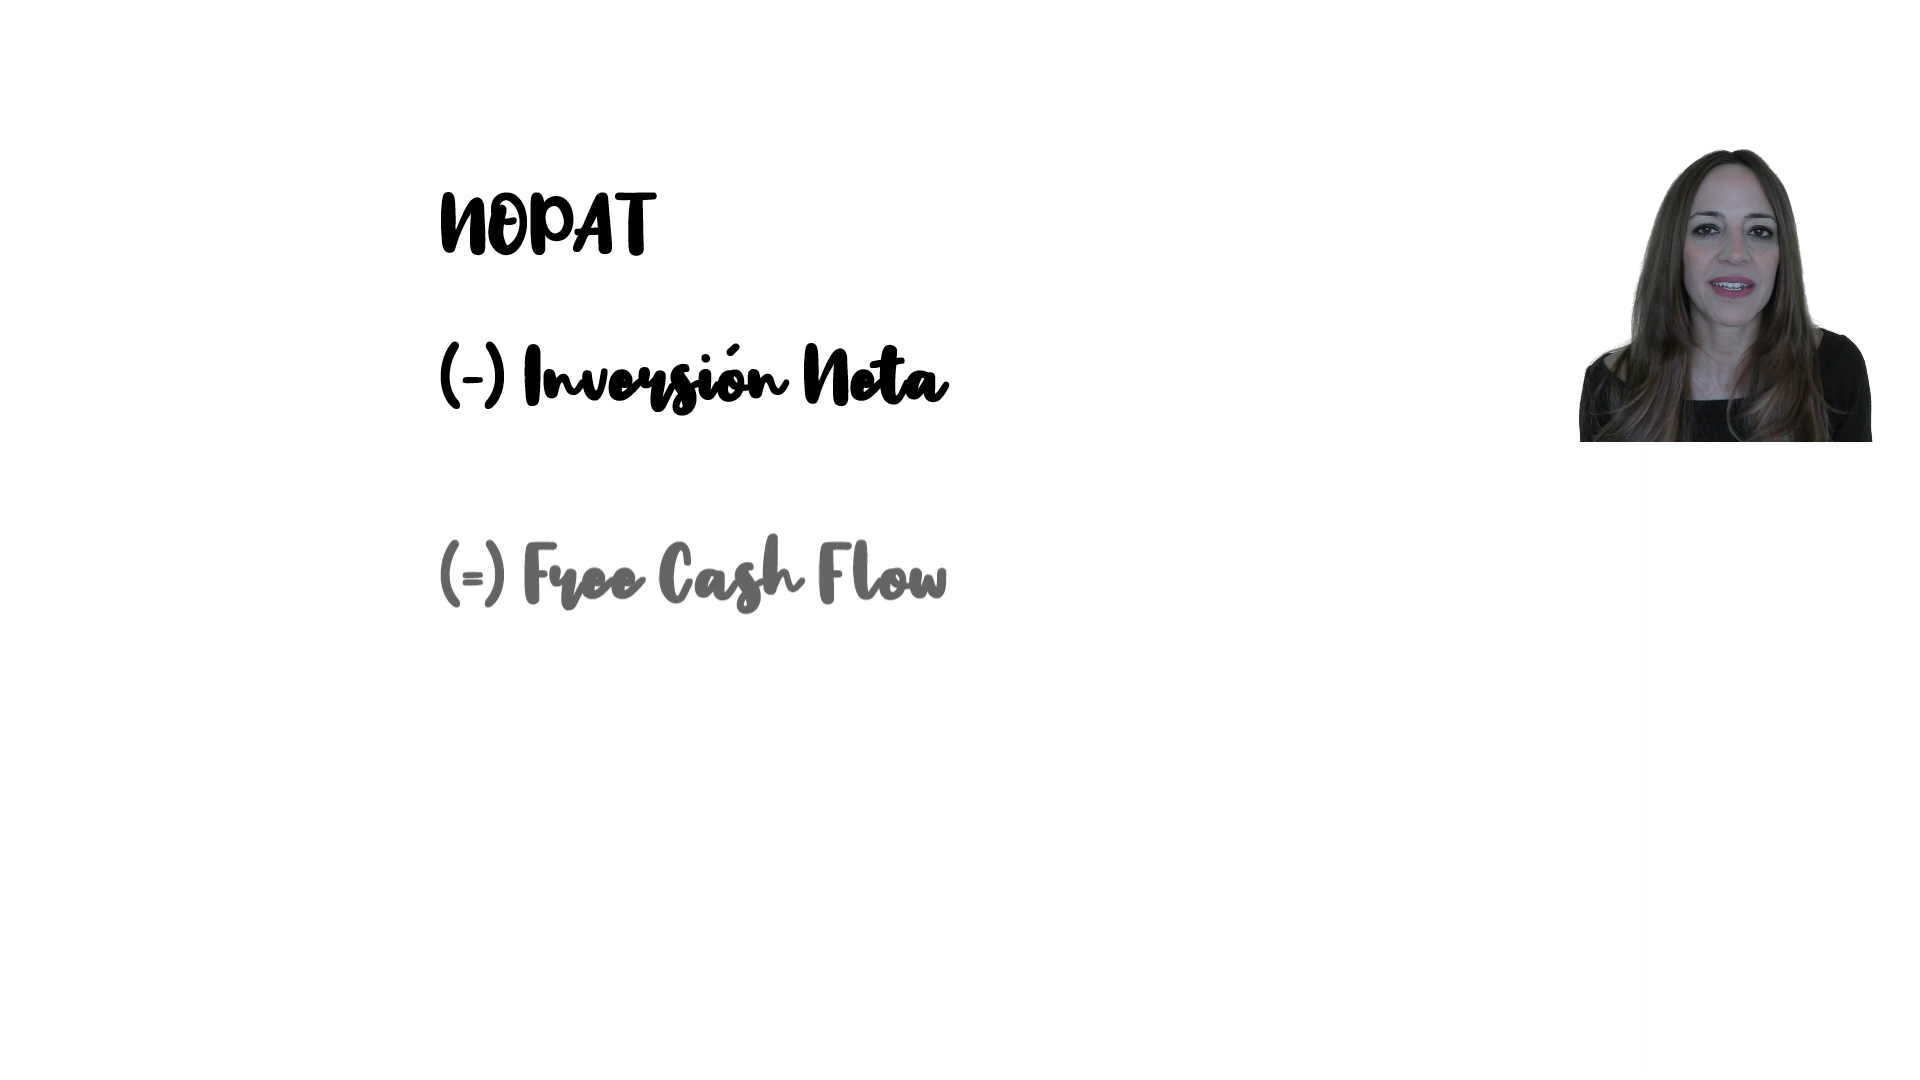 NOPAT
(-) Inversión Neta
(=) Free Cash Flow